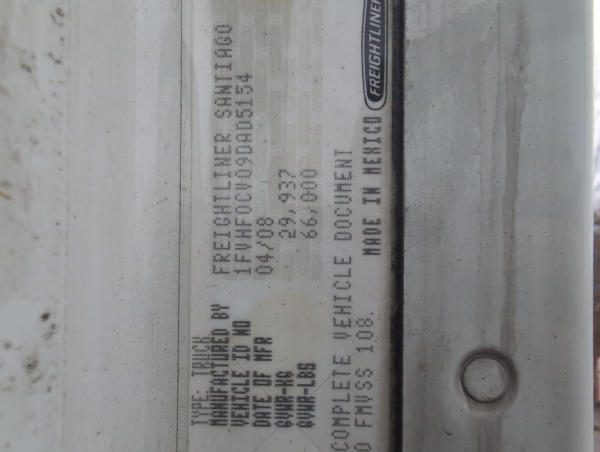 TYPE: TRUCK
MANUFACTURED BY FREIGHTLINER SANTIAGO
VEHICLE ID NO 1FVHF0CV09DAD5154
DATE OF MFR 04/08
GVWR-KG 29,937
GVWR-LBS 66,000
COMPLETE VEHICLE DOCUMENT
O FMVSS 108.
MADE IN MEXICO
FREIGHTLINER